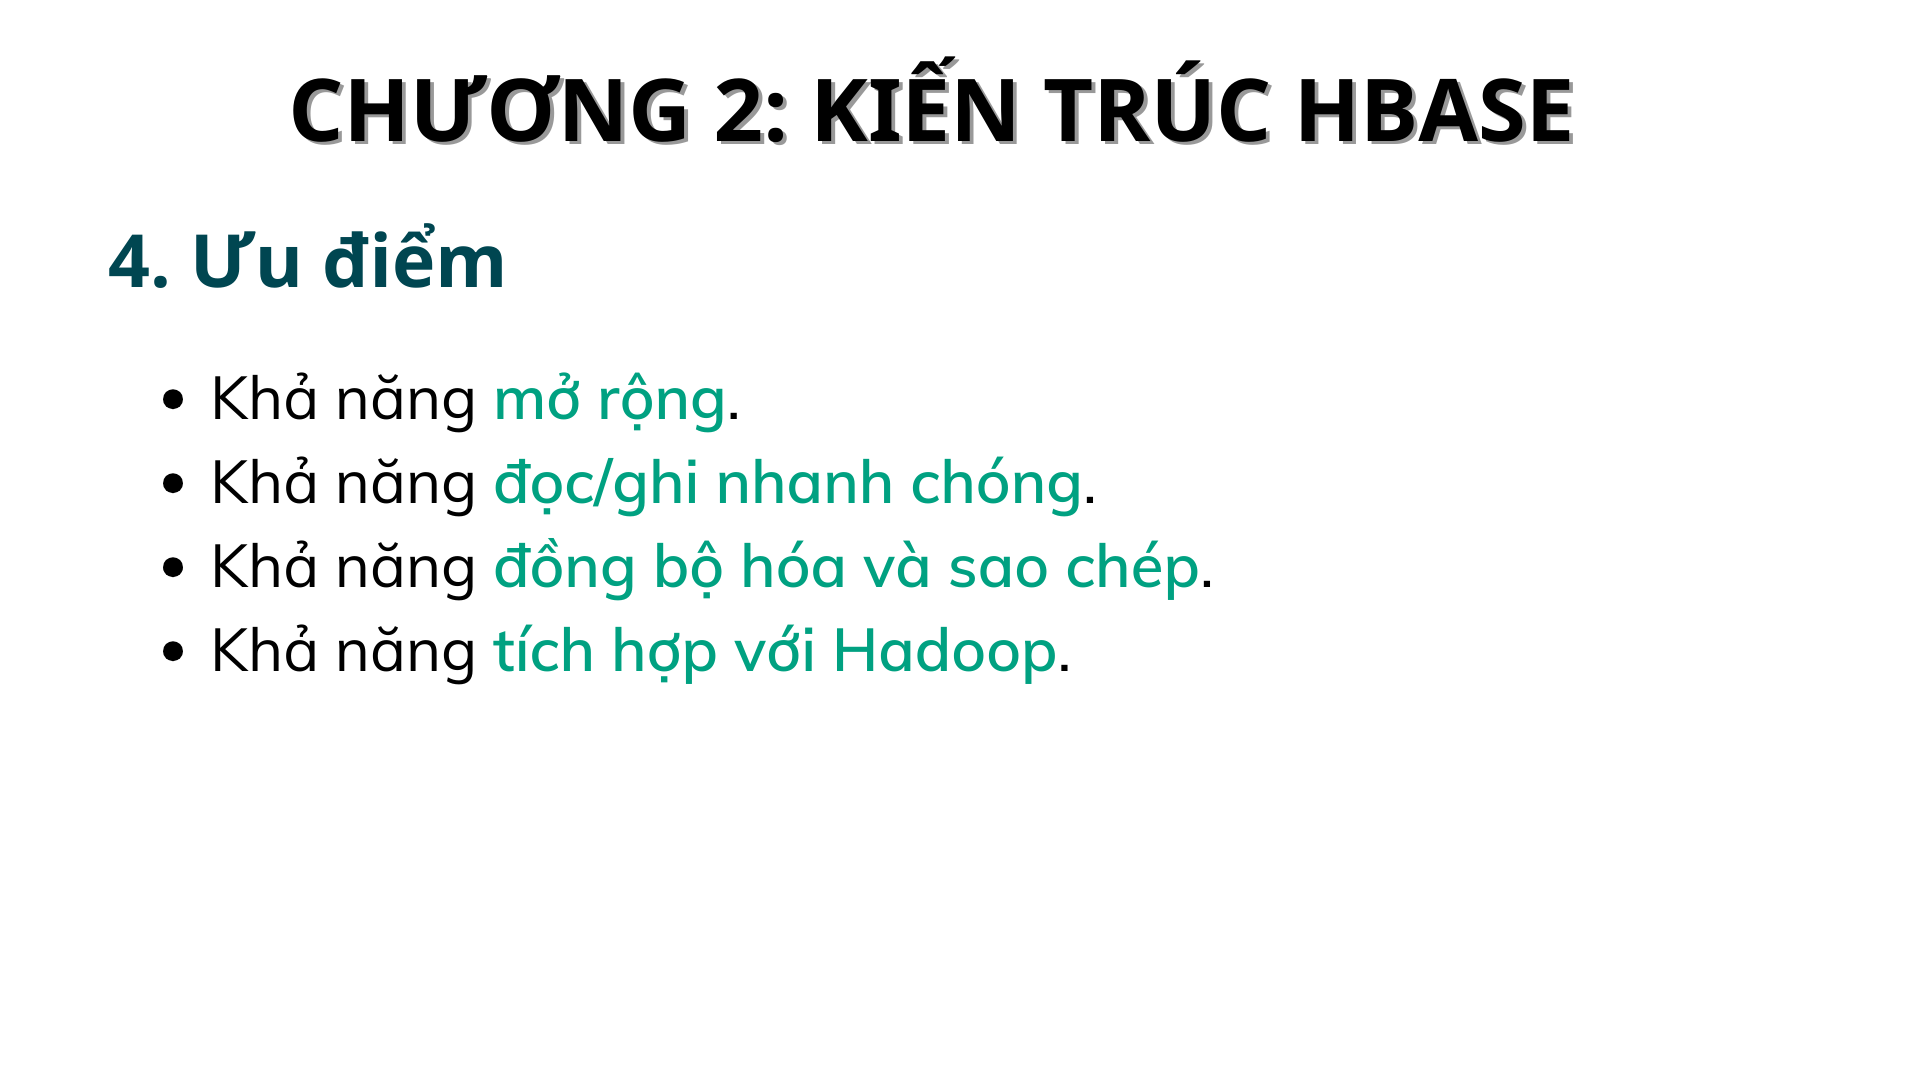 CHƯƠNG 2: KIẾN TRÚC HBASE
4. Ưu điểm
• Khả năng mở rộng.
• Khả năng đọc/ghi nhanh chóng.
• Khả năng đồng bộ hóa và sao chép.
• Khả năng tích hợp với Hadoop.